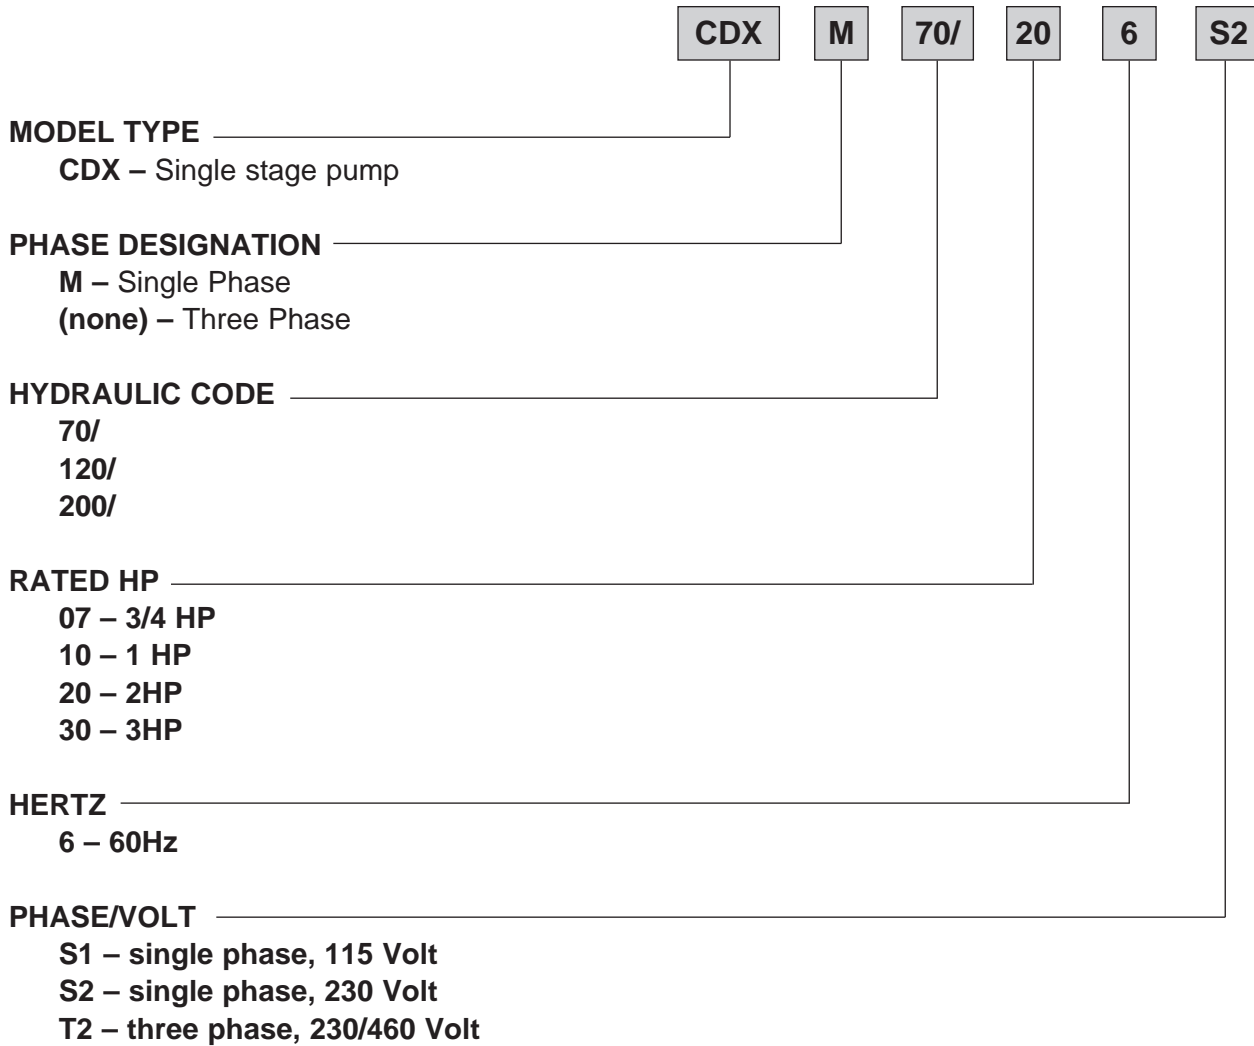 CDX M 70/ 20 6 S2
MODEL TYPE
CDX – Single stage pump
PHASE DESIGNATION
M – Single Phase
(none) – Three Phase
HYDRAULIC CODE
70/
120/
200/
RATED HP
07 – 3/4 HP
10 – 1 HP
20 – 2HP
30 – 3HP
HERTZ
6 – 60Hz
PHASE/VOLT
S1 – single phase, 115 Volt
S2 – single phase, 230 Volt
T2 – three phase, 230/460 Volt